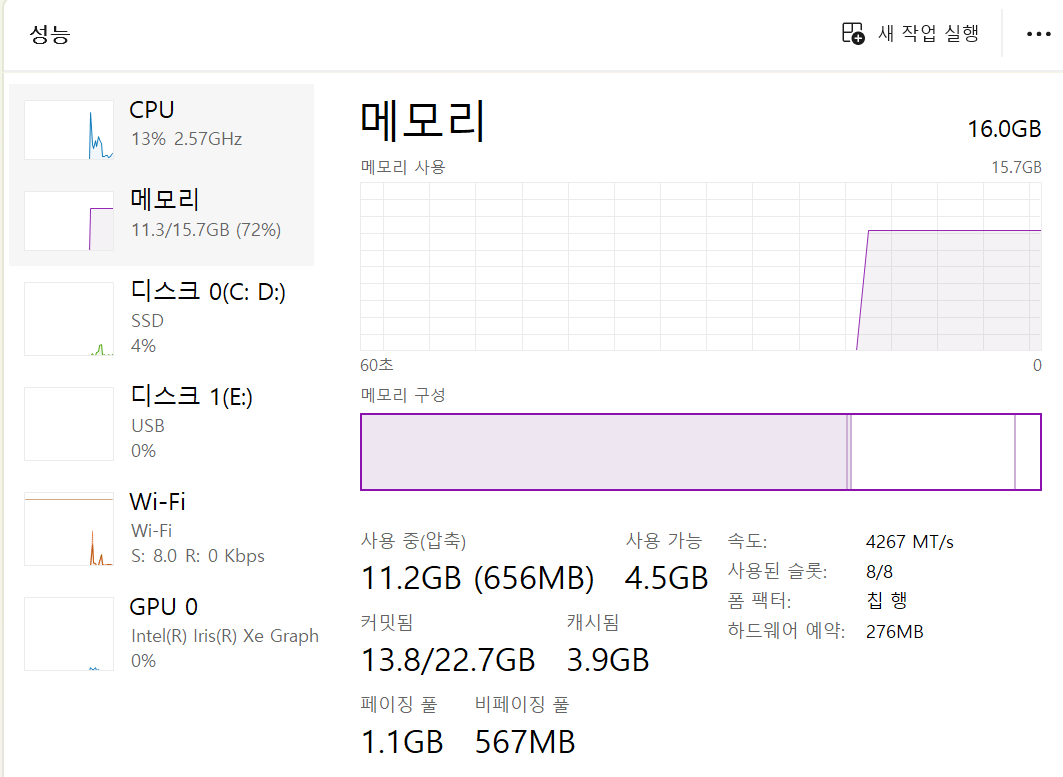 성능
새 작업 실행
CPU
13% 2.57GHz
메모리
11.3/15.7GB (72%)
디스크 0(C: D:)
SSD
4%
디스크 1(E:)
USB
0%
Wi-Fi
Wi-Fi
S: 8.0 R: 0 Kbps
GPU 0
Intel(R) Iris(R) Xe Graph
0%
메모리
16.0GB
메모리 사용
15.7GB
60초
0
메모리 구성
사용 중(압축)
11.2GB (656MB)
사용 가능
4.5GB
커밋됨
13.8/22.7GB
캐시됨
3.9GB
페이징 풀
1.1GB
비페이징 풀
567MB
속도: 4267 MT/s
사용된 슬롯: 8/8
폼 팩터: 칩 행
하드웨어 예약: 276MB